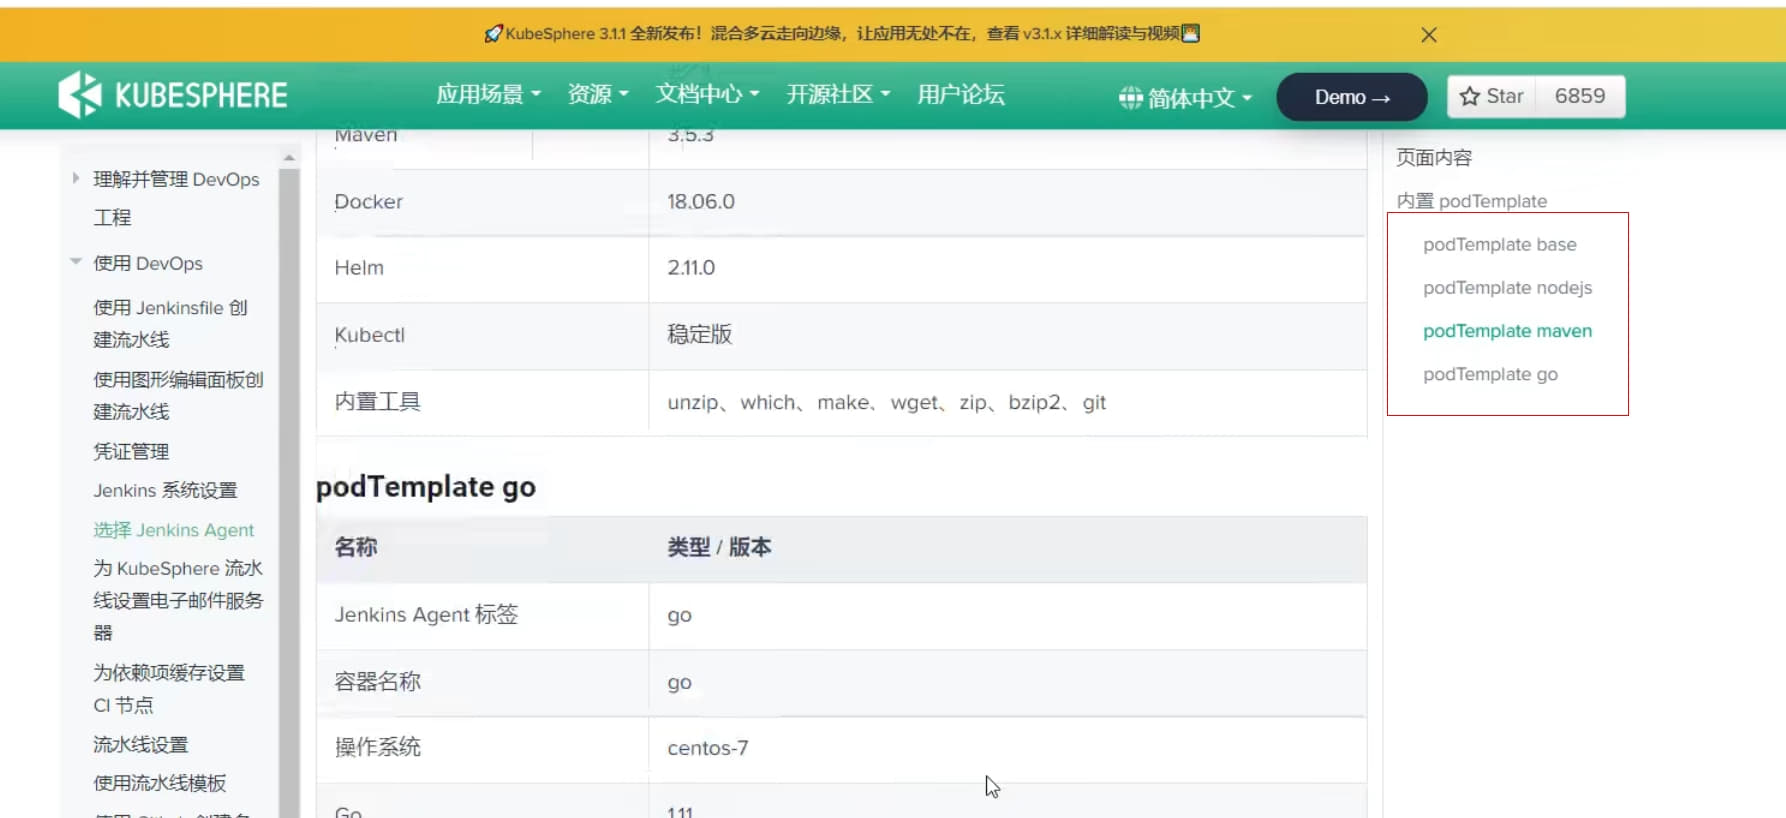 KubeSphere 3.1.1 全新发布！混合多云走向边缘，让应用无处不在，查看 v3.1.x 详细解读与视频
KUBESPHERE
应用场景
资源
文档中心
开源社区
用户论坛
简体中文
Demo →
Star
6859
理解并管理 DevOps
工程
使用 DevOps
使用 Jenkinsfile 创
建流水线
使用图形编辑面板创
建流水线
凭证管理
Jenkins 系统设置
选择 Jenkins Agent
为 KubeSphere 流水
线设置电子邮件服务
器
为依赖项缓存设置
CI 节点
流水线设置
使用流水线模板
Maven 3.5.3
Docker 18.06.0
Helm 2.11.0
Kubectl 稳定版
内置工具 unzip、which、make、wget、zip、bzip2、git
podTemplate go
名称 类型 / 版本
Jenkins Agent 标签 go
容器名称 go
操作系统 centos-7
Go 1.11
页面内容
内置 podTemplate
podTemplate base
podTemplate nodejs
podTemplate maven
podTemplate go